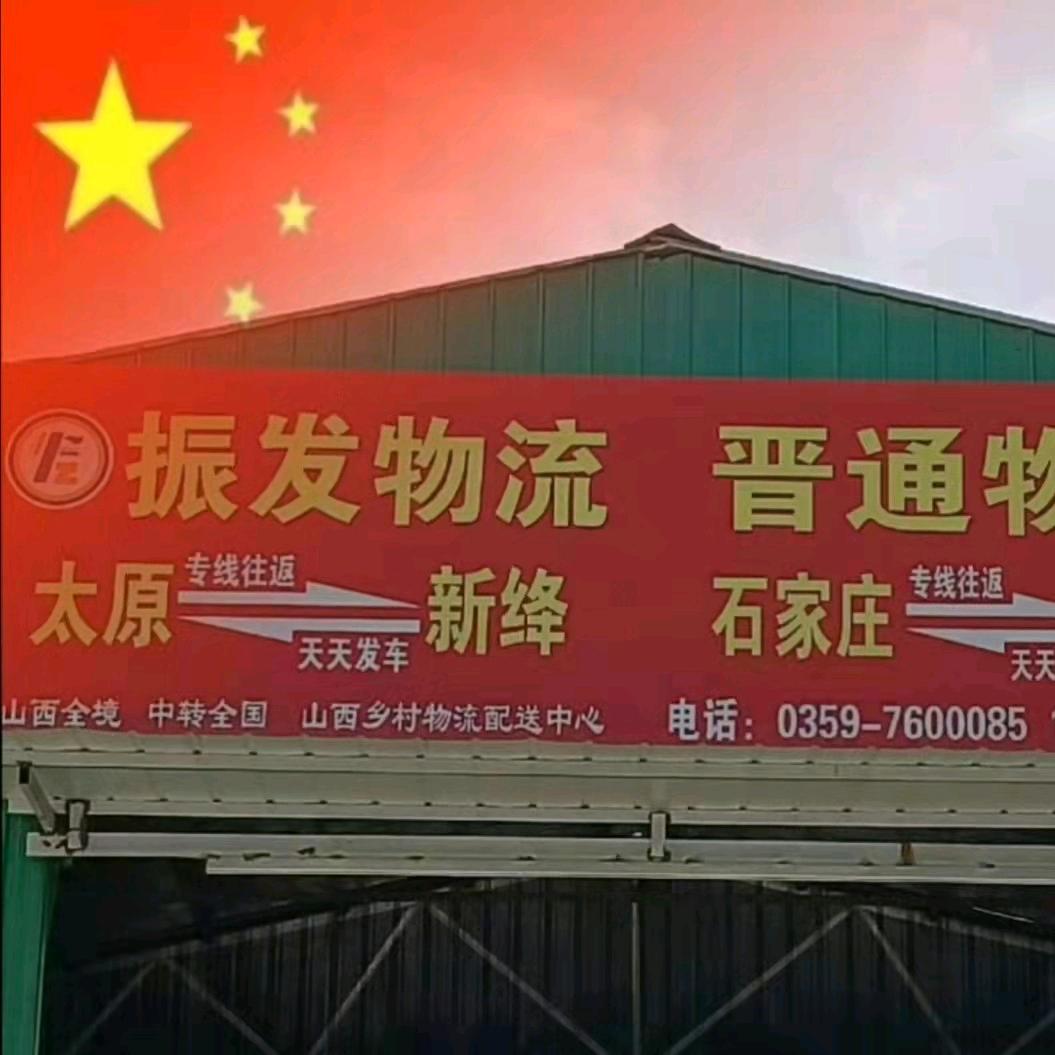 振发物流 晋通物
太原 专线往返 天天发车 新绛 石家庄 专线往返 天天
山西全境 中转全国 山西乡村物流配送中心 电话：0359-7600085